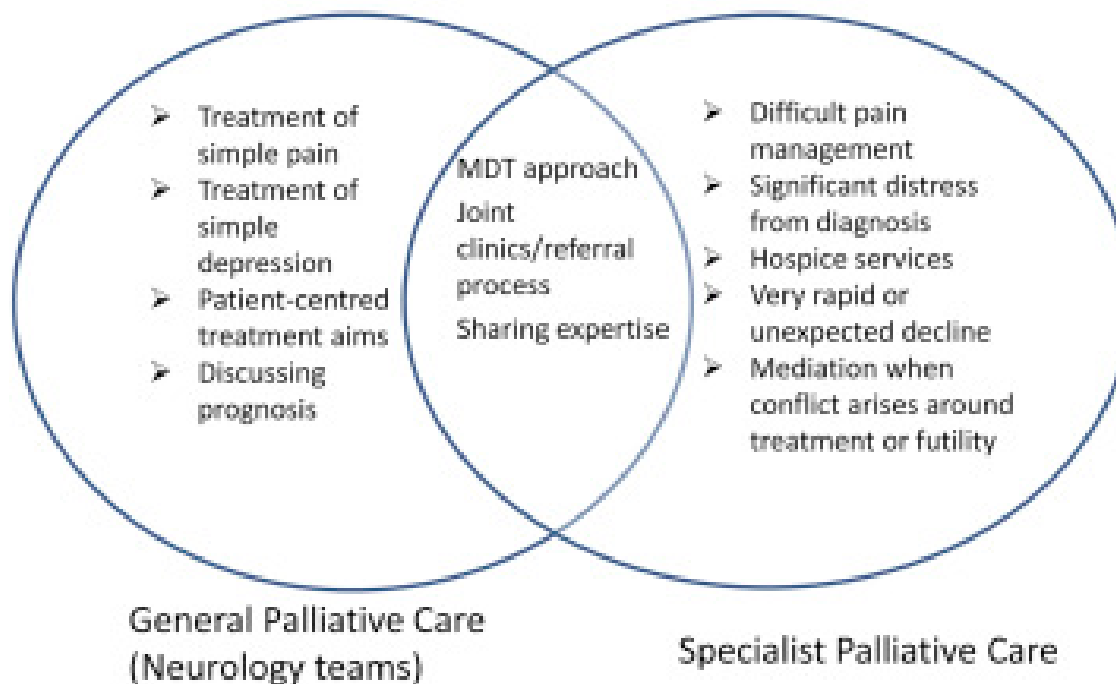 Treatment of
simple pain
Treatment of
simple
depression
Patient-centred
treatment aims
Discussing
prognosis
MDT approach
Joint
clinics/referral
process
Sharing expertise
Difficult pain
management
Significant distress
from diagnosis
Hospice services
Very rapid or
unexpected decline
Mediation when
conflict arises around
treatment or futility
General Palliative Care
(Neurology teams)
Specialist Palliative Care